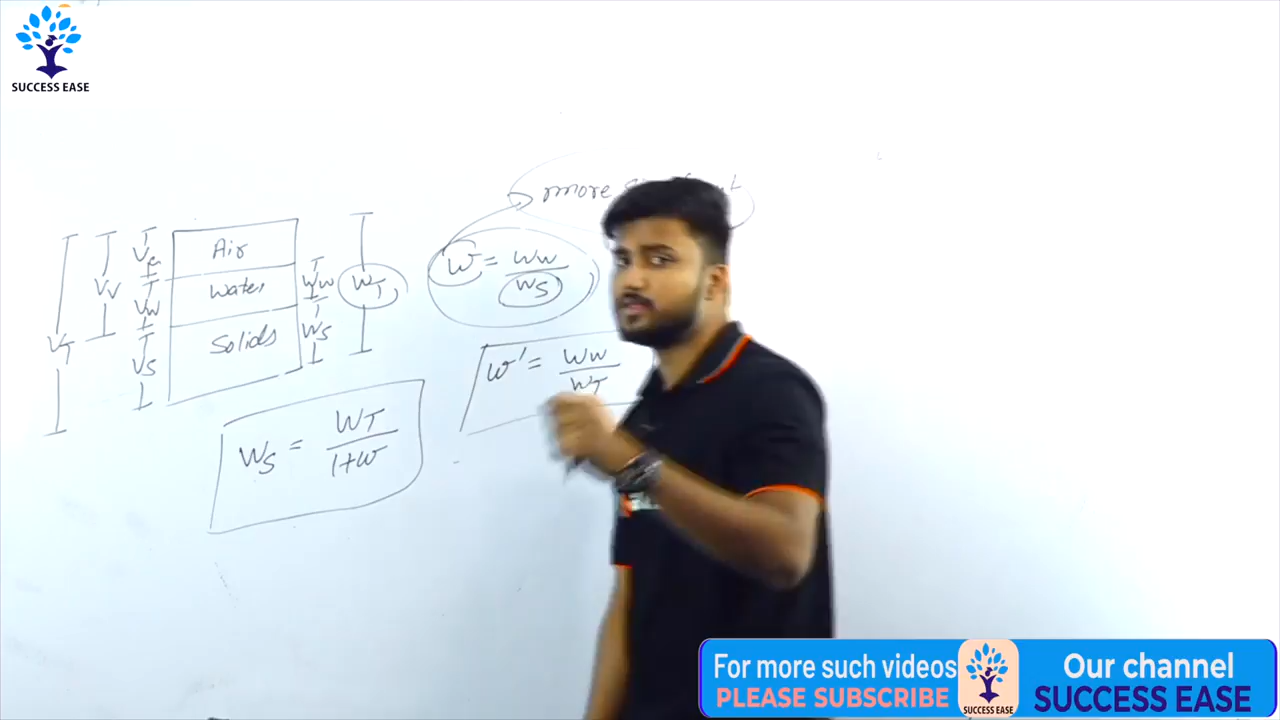 SUCCESS EASE
more
Air
Water
Solids
VT
VV
Va
VW
VS
WW
WS
WT
W = WW / WS
W' = WW / WT
WS = WT / 1+W
For more such videos
PLEASE SUBSCRIBE
SUCCESS EASE
Our channel
SUCCESS EASE